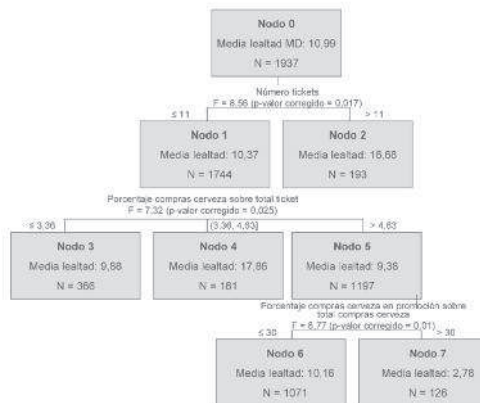 Nodo 0
Media lealtad MD: 10,99
N = 1937
Número tickets
F = 8,56 (p-valor corregido = 0,017)
≤ 11
> 11
Nodo 1
Media lealtad: 10,37
N = 1744
Nodo 2
Media lealtad: 16,68
N = 193
Porcentaje compras cerveza sobre total ticket
F = 7,32 (p-valor corregido = 0,025)
≤ 3,36
(3,36, 4,63]
> 4,63
Nodo 3
Media lealtad: 9,88
N = 366
Nodo 4
Media lealtad: 17,86
N = 181
Nodo 5
Media lealtad: 9,38
N = 1197
Porcentaje compras cerveza en promoción sobre
total compras cerveza
F = 8,77 (p-valor corregido = 0,01)
≤ 30
> 30
Nodo 6
Media lealtad: 10,16
N = 1071
Nodo 7
Media lealtad: 2,78
N = 126